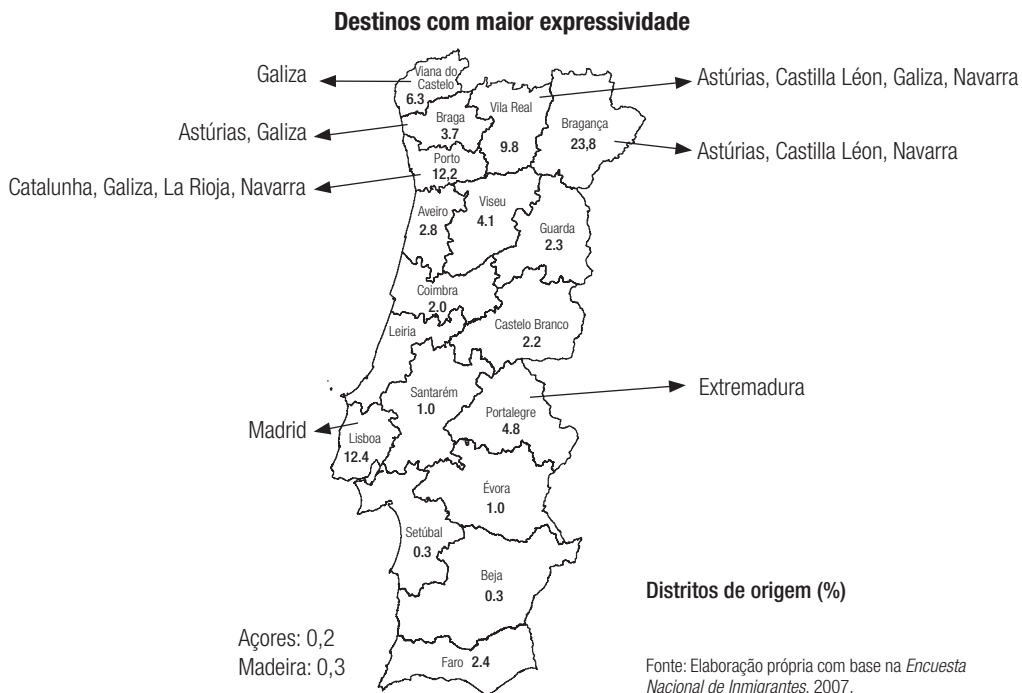 Destinos com maior expressividade
Galiza
Viana do
Castelo
6.3
Astúrias, Castilla Léon, Galiza, Navarra
Vila Real
9.8
Braga
3.7
Bragança
23,8
Astúrias, Galiza
Astúrias, Castilla Léon, Navarra
Porto
12,2
Catalunha, Galiza, La Rioja, Navarra
Aveiro
2.8
Viseu
4.1
Guarda
2.3
Coimbra
2.0
Leiria
Castelo Branco
2.2
Santarém
1.0
Extremadura
Portalegre
4.8
Madrid
Lisboa
12.4
Évora
1.0
Setúbal
0.3
Beja
0.3
Distritos de origem (%)
Açores: 0,2
Madeira: 0,3
Faro 2.4
Fonte: Elaboração própria com base na Encuesta
Nacional de Inmigrantes, 2007.